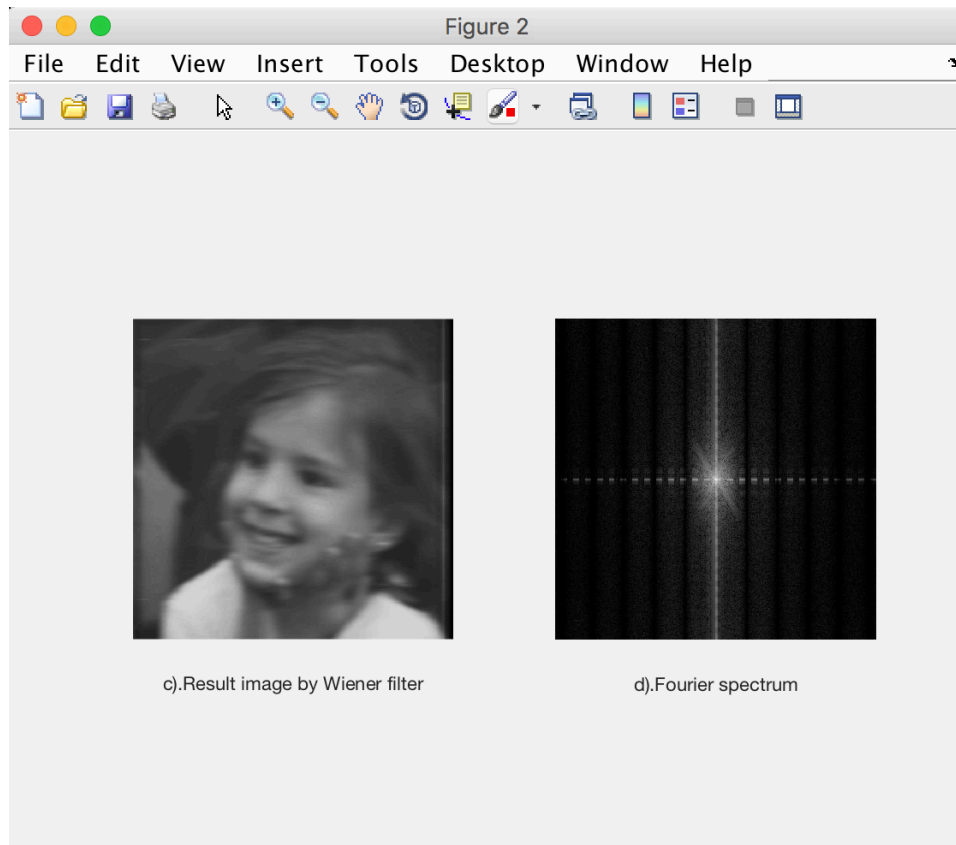 Figure 2
File Edit View Insert Tools Desktop Window Help
c).Result image by Wiener filter
d).Fourier spectrum